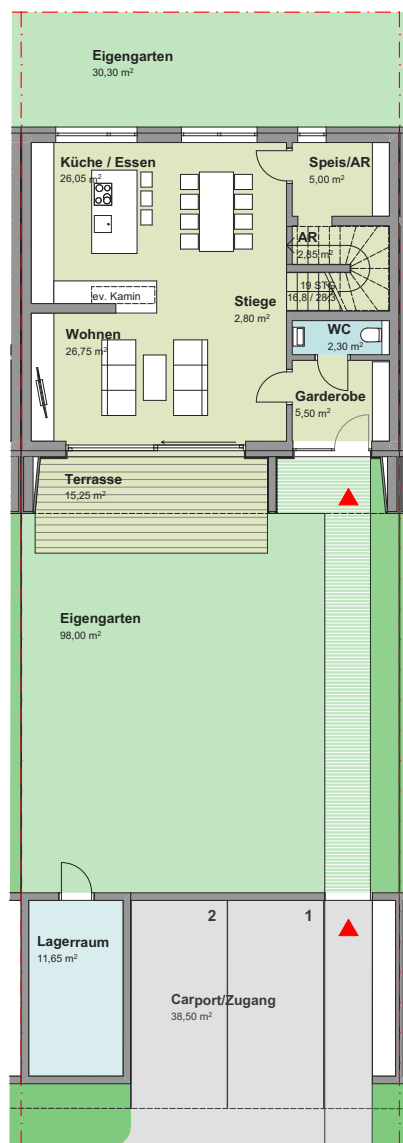 Eigengarten
30,30 m²
Küche / Essen
26,05 m²
Speis/AR
5,00 m²
AR
2,85 m²
19 STG
16,8 / 28,3
ev. Kamin
Stiege
2,80 m²
Wohnen
26,75 m²
WC
2,30 m²
Garderobe
5,50 m²
Terrasse
15,25 m²
Eigengarten
98,00 m²
2
1
Lagerraum
11,65 m²
Carport/Zugang
38,50 m²